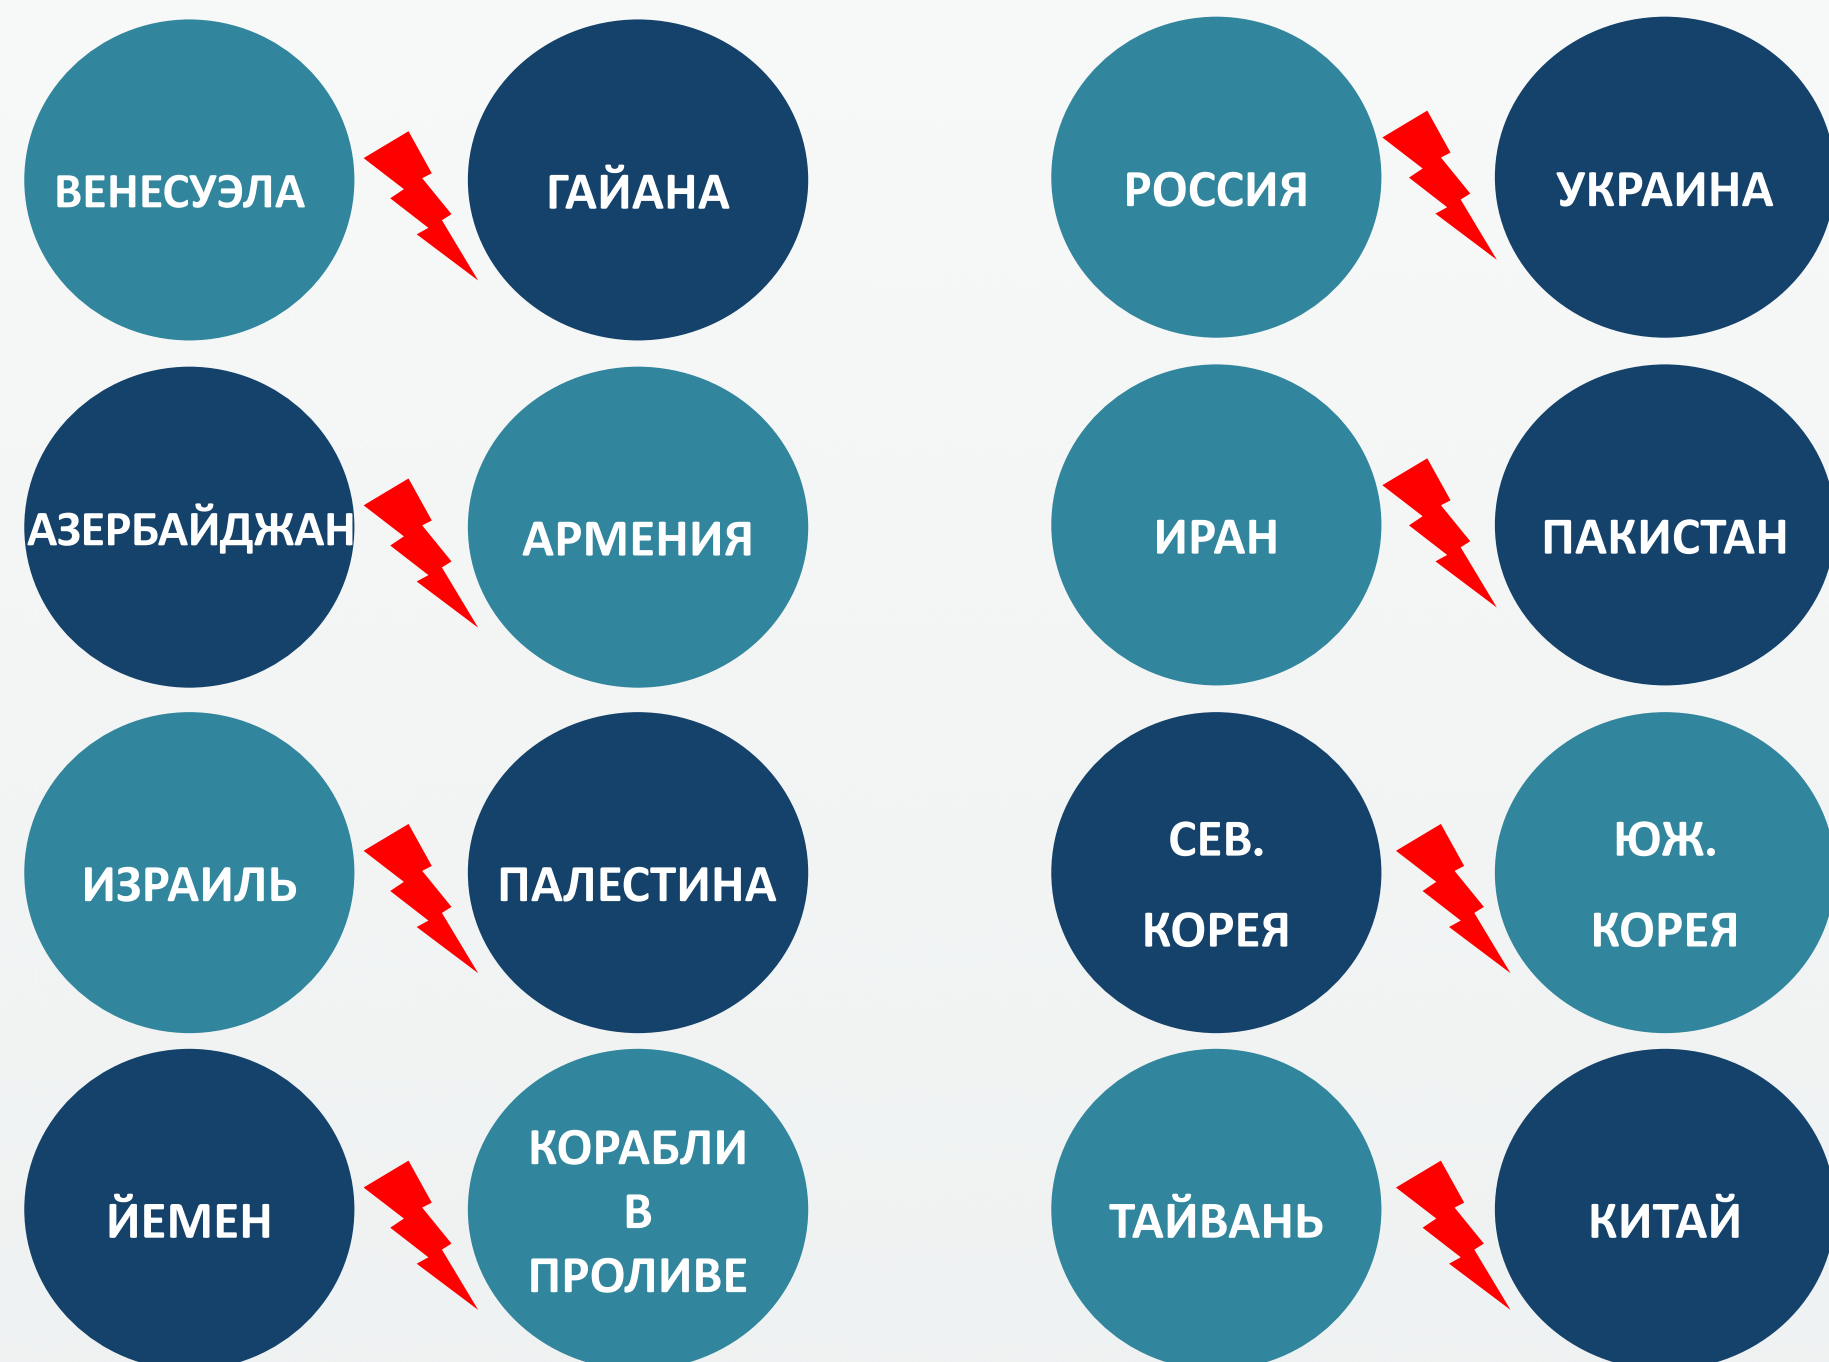 ВЕНЕСУЭЛА
ГАЙАНА
РОССИЯ
УКРАИНА
АЗЕРБАЙДЖАН
АРМЕНИЯ
ИРАН
ПАКИСТАН
ИЗРАИЛЬ
ПАЛЕСТИНА
СЕВ.
КОРЕЯ
ЮЖ.
КОРЕЯ
ЙЕМЕН
КОРАБЛИ
В
ПРОЛИВЕ
ТАЙВАНЬ
КИТАЙ